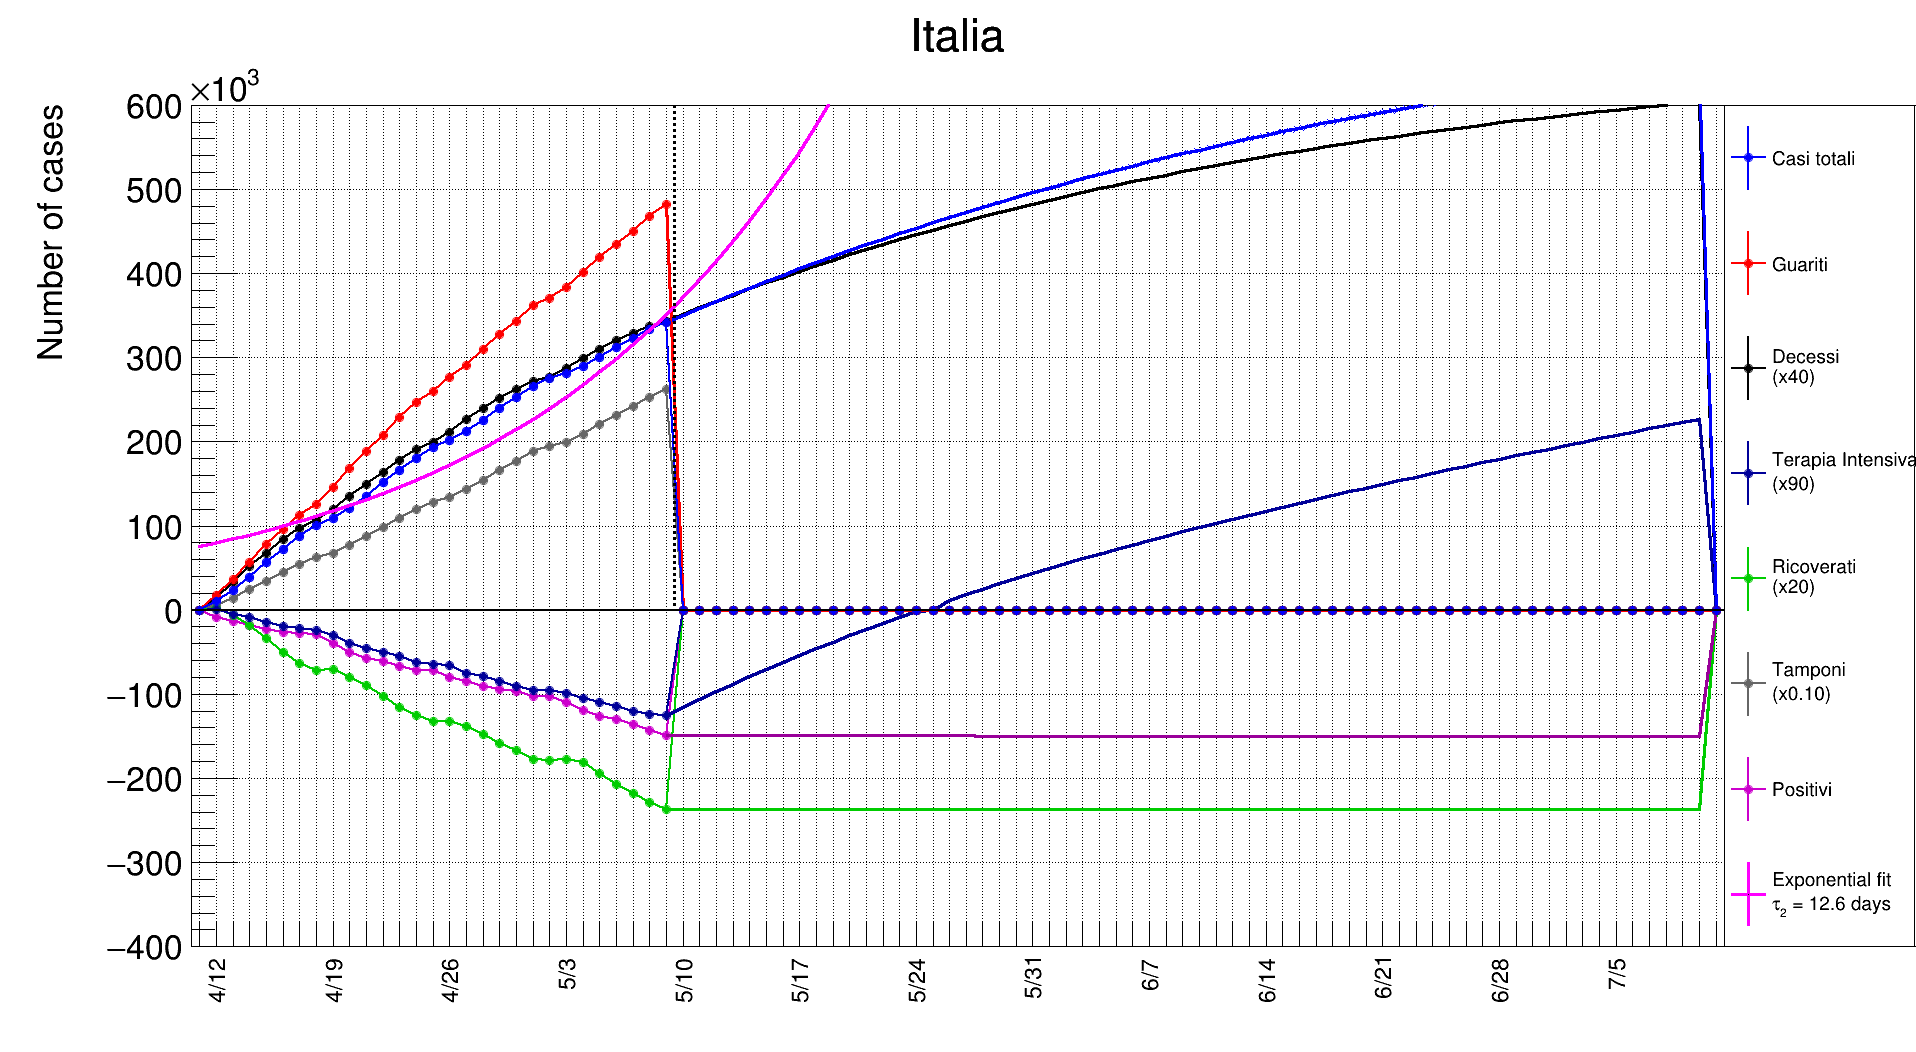 Italia
×10³
Number of cases
600
500
400
300
200
100
0
−100
−200
−300
−400
4/12
4/19
4/26
5/3
5/10
5/17
5/24
5/31
6/7
6/14
6/21
6/28
7/5
Casi totali
Guariti
Decessi
(x40)
Terapia Intensiva
(x90)
Ricoverati
(x20)
Tamponi
(x0.10)
Positivi
Exponential fit
τ₂ = 12.6 days